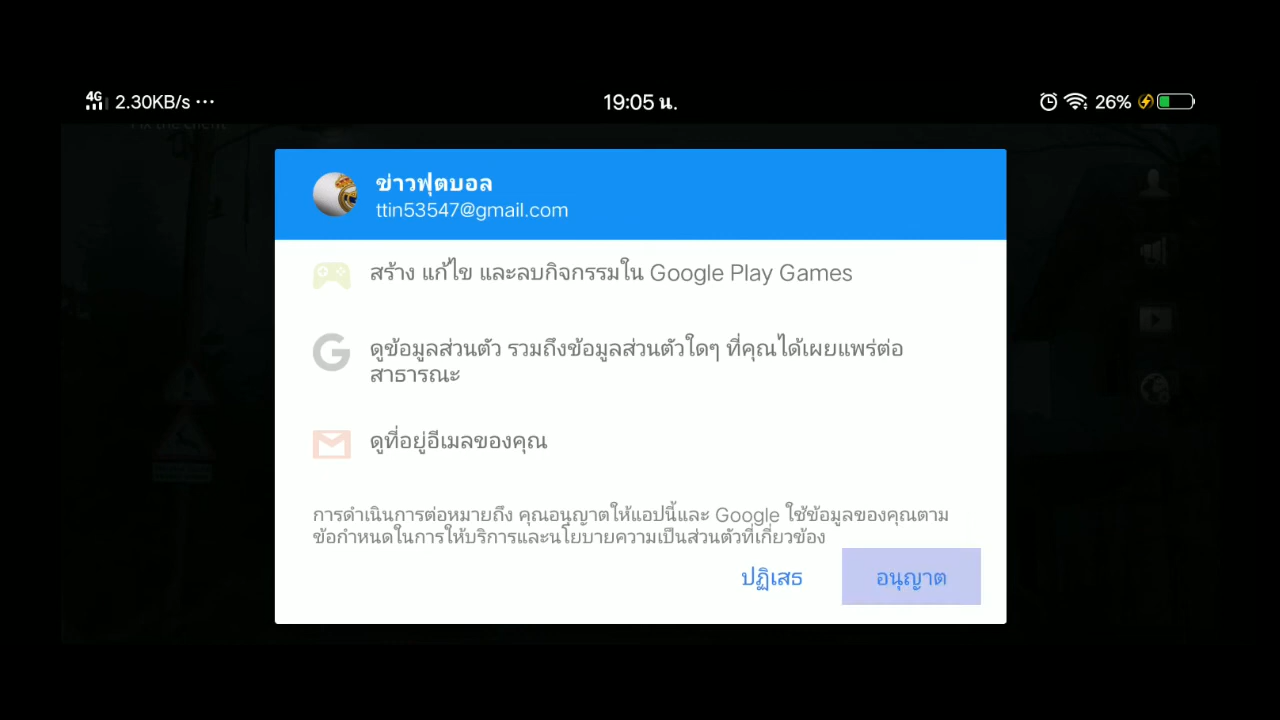 4G 2.30KB/s ··· 19:05 น. 26%
ข่าวฟุตบอล
ttin53547@gmail.com
สร้าง แก้ไข และลบกิจกรรมใน Google Play Games
ดูข้อมูลส่วนตัว รวมถึงข้อมูลส่วนตัวใดๆ ที่คุณได้เผยแพร่ต่อ
สาธารณะ
ดูที่อยู่อีเมลของคุณ
การดำเนินการต่อหมายถึง คุณอนุญาตให้แอปนี้และ Google ใช้ข้อมูลของคุณตาม
ข้อกำหนดในการให้บริการและนโยบายความเป็นส่วนตัวที่เกี่ยวข้อง
ปฏิเสธ อนุญาต